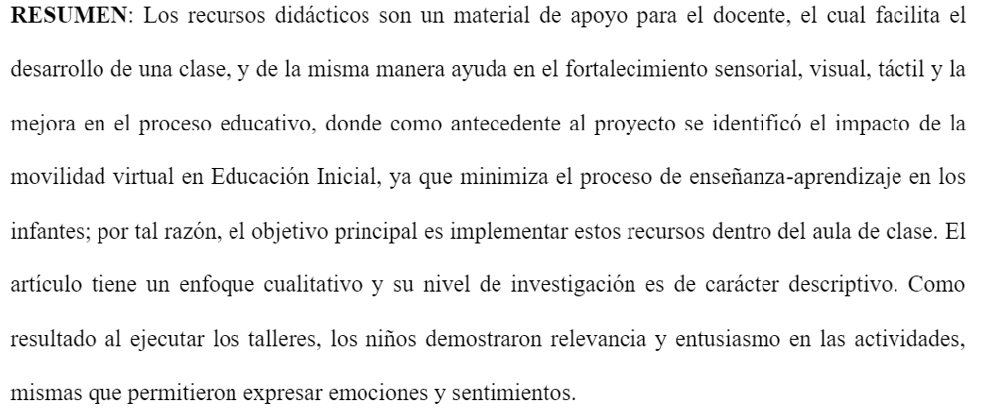 RESUMEN: Los recursos didácticos son un material de apoyo para el docente, el cual facilita el
desarrollo de una clase, y de la misma manera ayuda en el fortalecimiento sensorial, visual, táctil y la
mejora en el proceso educativo, donde como antecedente al proyecto se identificó el impacto de la
movilidad virtual en Educación Inicial, ya que minimiza el proceso de enseñanza-aprendizaje en los
infantes; por tal razón, el objetivo principal es implementar estos recursos dentro del aula de clase. El
artículo tiene un enfoque cualitativo y su nivel de investigación es de carácter descriptivo. Como
resultado al ejecutar los talleres, los niños demostraron relevancia y entusiasmo en las actividades,
mismas que permitieron expresar emociones y sentimientos.